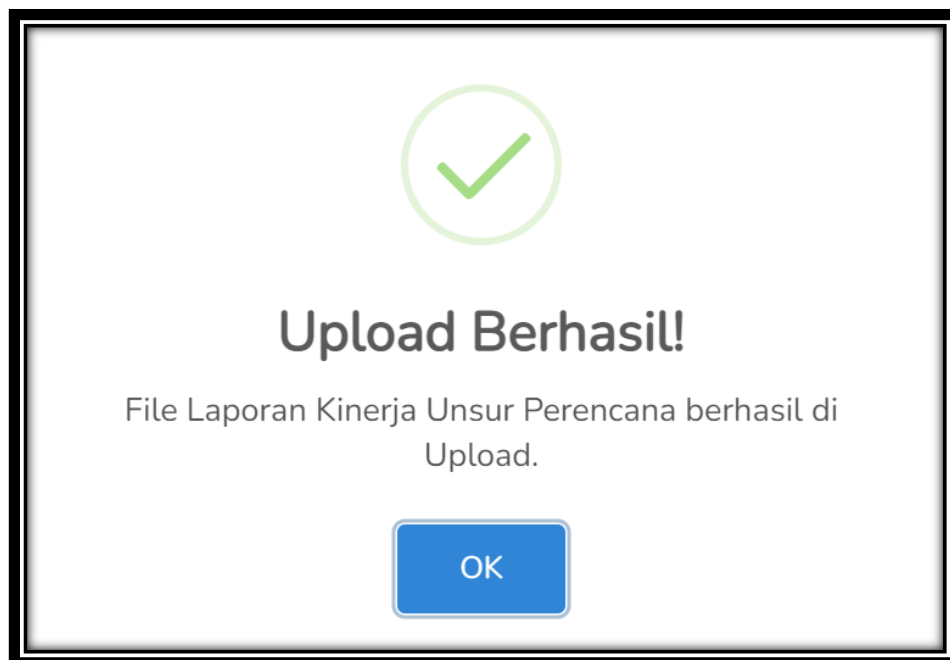 Upload Berhasil!
File Laporan Kinerja Unsur Perencana berhasil di
Upload.
OK